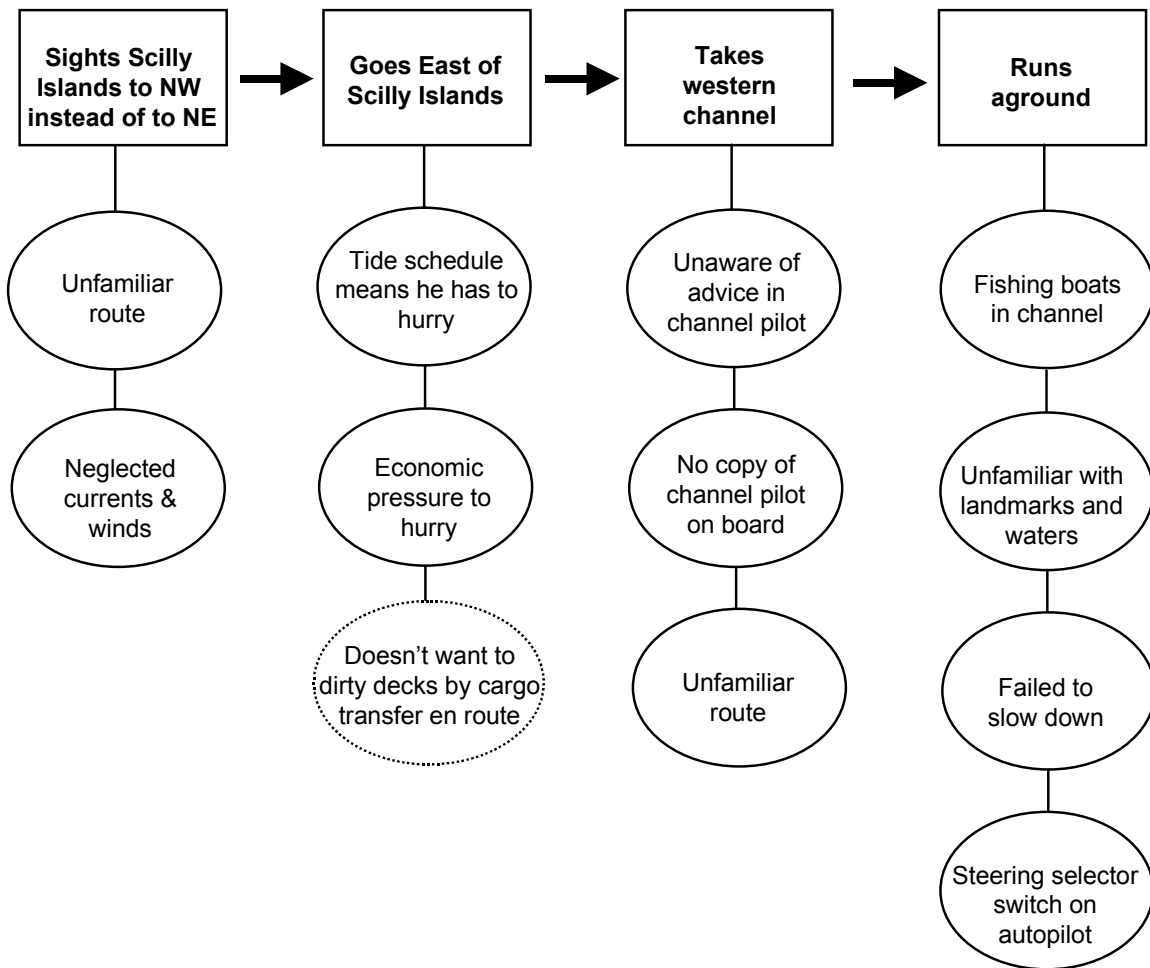 Sights Scilly
Islands to NW
instead of to NE
Goes East of
Scilly Islands
Takes
western
channel
Runs
aground
Unfamiliar
route
Neglected
currents &
winds
Tide schedule
means he has to
hurry
Economic
pressure to
hurry
Doesn't want to
dirty decks by cargo
transfer en route
Unaware of
advice in
channel pilot
No copy of
channel pilot
on board
Unfamiliar
route
Fishing boats
in channel
Unfamiliar with
landmarks and
waters
Failed to
slow down
Steering selector
switch on
autopilot